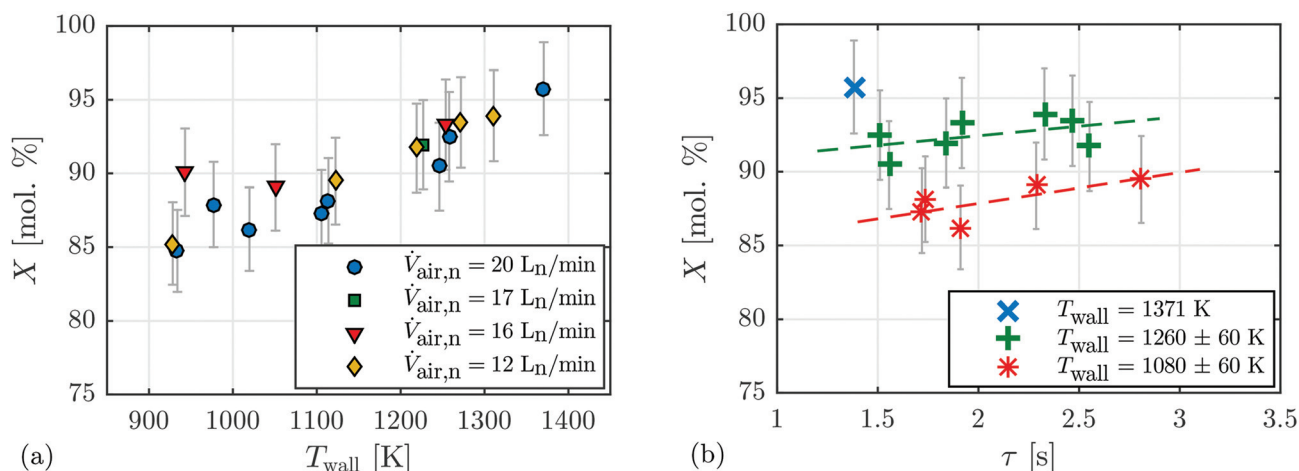 100
95
90
85
80
75
X [mol. %]
900 1000 1100 1200 1300 1400
T_wall [K]
(a)
V̇_air,n = 20 L_n/min
V̇_air,n = 17 L_n/min
V̇_air,n = 16 L_n/min
V̇_air,n = 12 L_n/min
100
95
90
85
80
75
X [mol. %]
1 1.5 2 2.5 3 3.5
τ [s]
(b)
T_wall = 1371 K
T_wall = 1260 ± 60 K
T_wall = 1080 ± 60 K